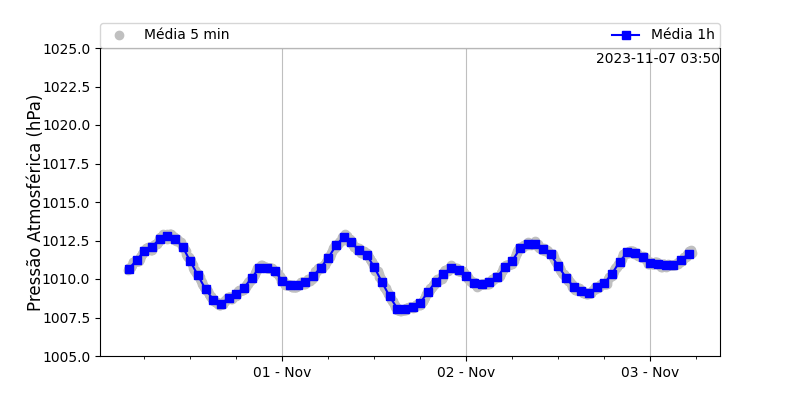 Média 5 min
Média 1h
2023-11-07 03:50
Pressão Atmosférica (hPa)
1025.0
1022.5
1020.0
1017.5
1015.0
1012.5
1010.0
1007.5
1005.0
01 - Nov
02 - Nov
03 - Nov